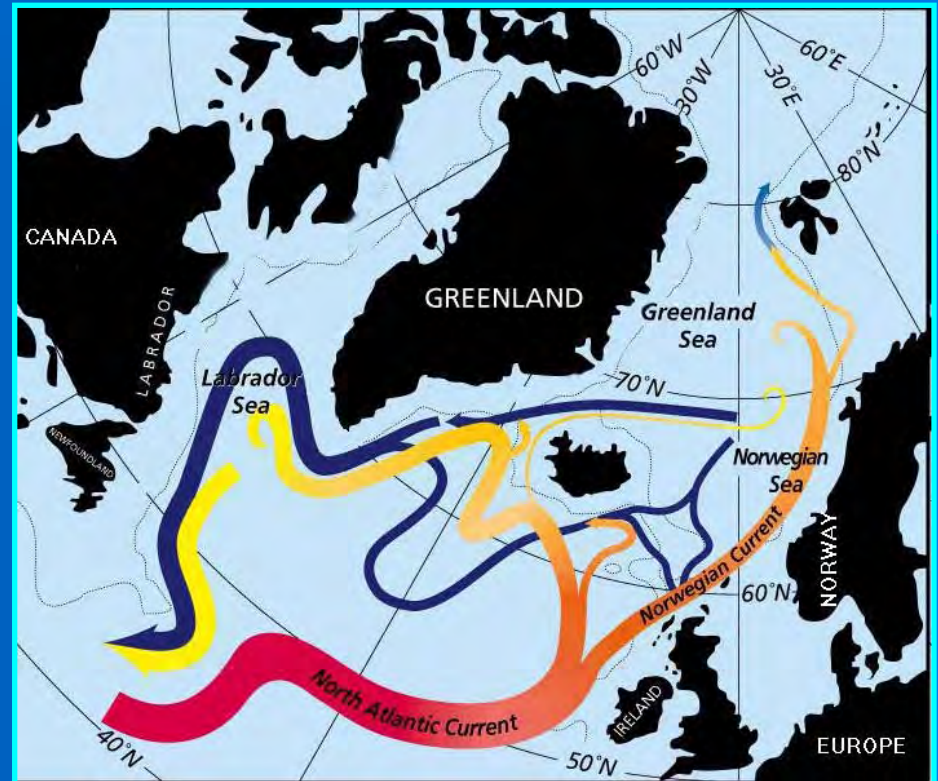 60°W
30°W
30°E
60°E
80°N
CANADA
LABRADOR
GREENLAND
Greenland
Sea
Labrador
Sea
70°N
NEWFOUNDLAND
Norwegian
Sea
NORWAY
Norwegian Current
60°N
North Atlantic Current
IRELAND
40°N
50°N
EUROPE